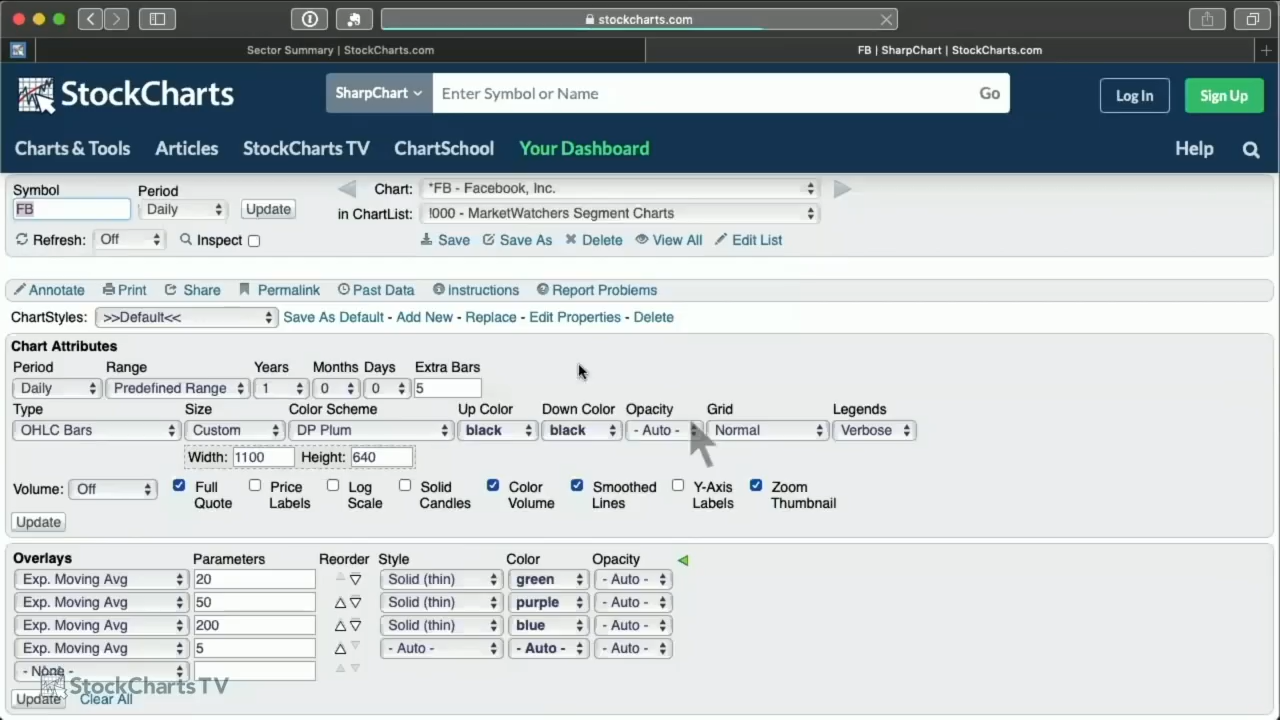 stockcharts.com
Sector Summary | StockCharts.com
FB | SharpChart | StockCharts.com
StockCharts
SharpChart
Enter Symbol or Name
Go
Log In
Sign Up
Charts & Tools
Articles
StockCharts TV
ChartSchool
Your Dashboard
Help
Symbol Period
FB Daily Update
Chart: *FB - Facebook, Inc.
in ChartList: !000 - MarketWatchers Segment Charts
Refresh: Off Inspect
Save Save As Delete View All Edit List
Annotate Print Share Permalink Past Data Instructions Report Problems
ChartStyles: >>Default<< Save As Default - Add New - Replace - Edit Properties - Delete
Chart Attributes
Period Range Years Months Days Extra Bars
Daily Predefined Range 1 0 0 5
Type Size Color Scheme Up Color Down Color Opacity Grid Legends
OHLC Bars Custom DP Plum black black - Auto - Normal Verbose
Width: 1100 Height: 640
Volume: Off Full Quote Price Labels Log Scale Solid Candles Color Volume Smoothed Lines Y-Axis Labels Zoom Thumbnail
Update
Overlays Parameters Reorder Style Color Opacity
Exp. Moving Avg 20 Solid (thin) green - Auto -
Exp. Moving Avg 50 Solid (thin) purple - Auto -
Exp. Moving Avg 200 Solid (thin) blue - Auto -
Exp. Moving Avg 5 - Auto - - Auto - - Auto -
- None -
StockChartsTV
Update Clear All